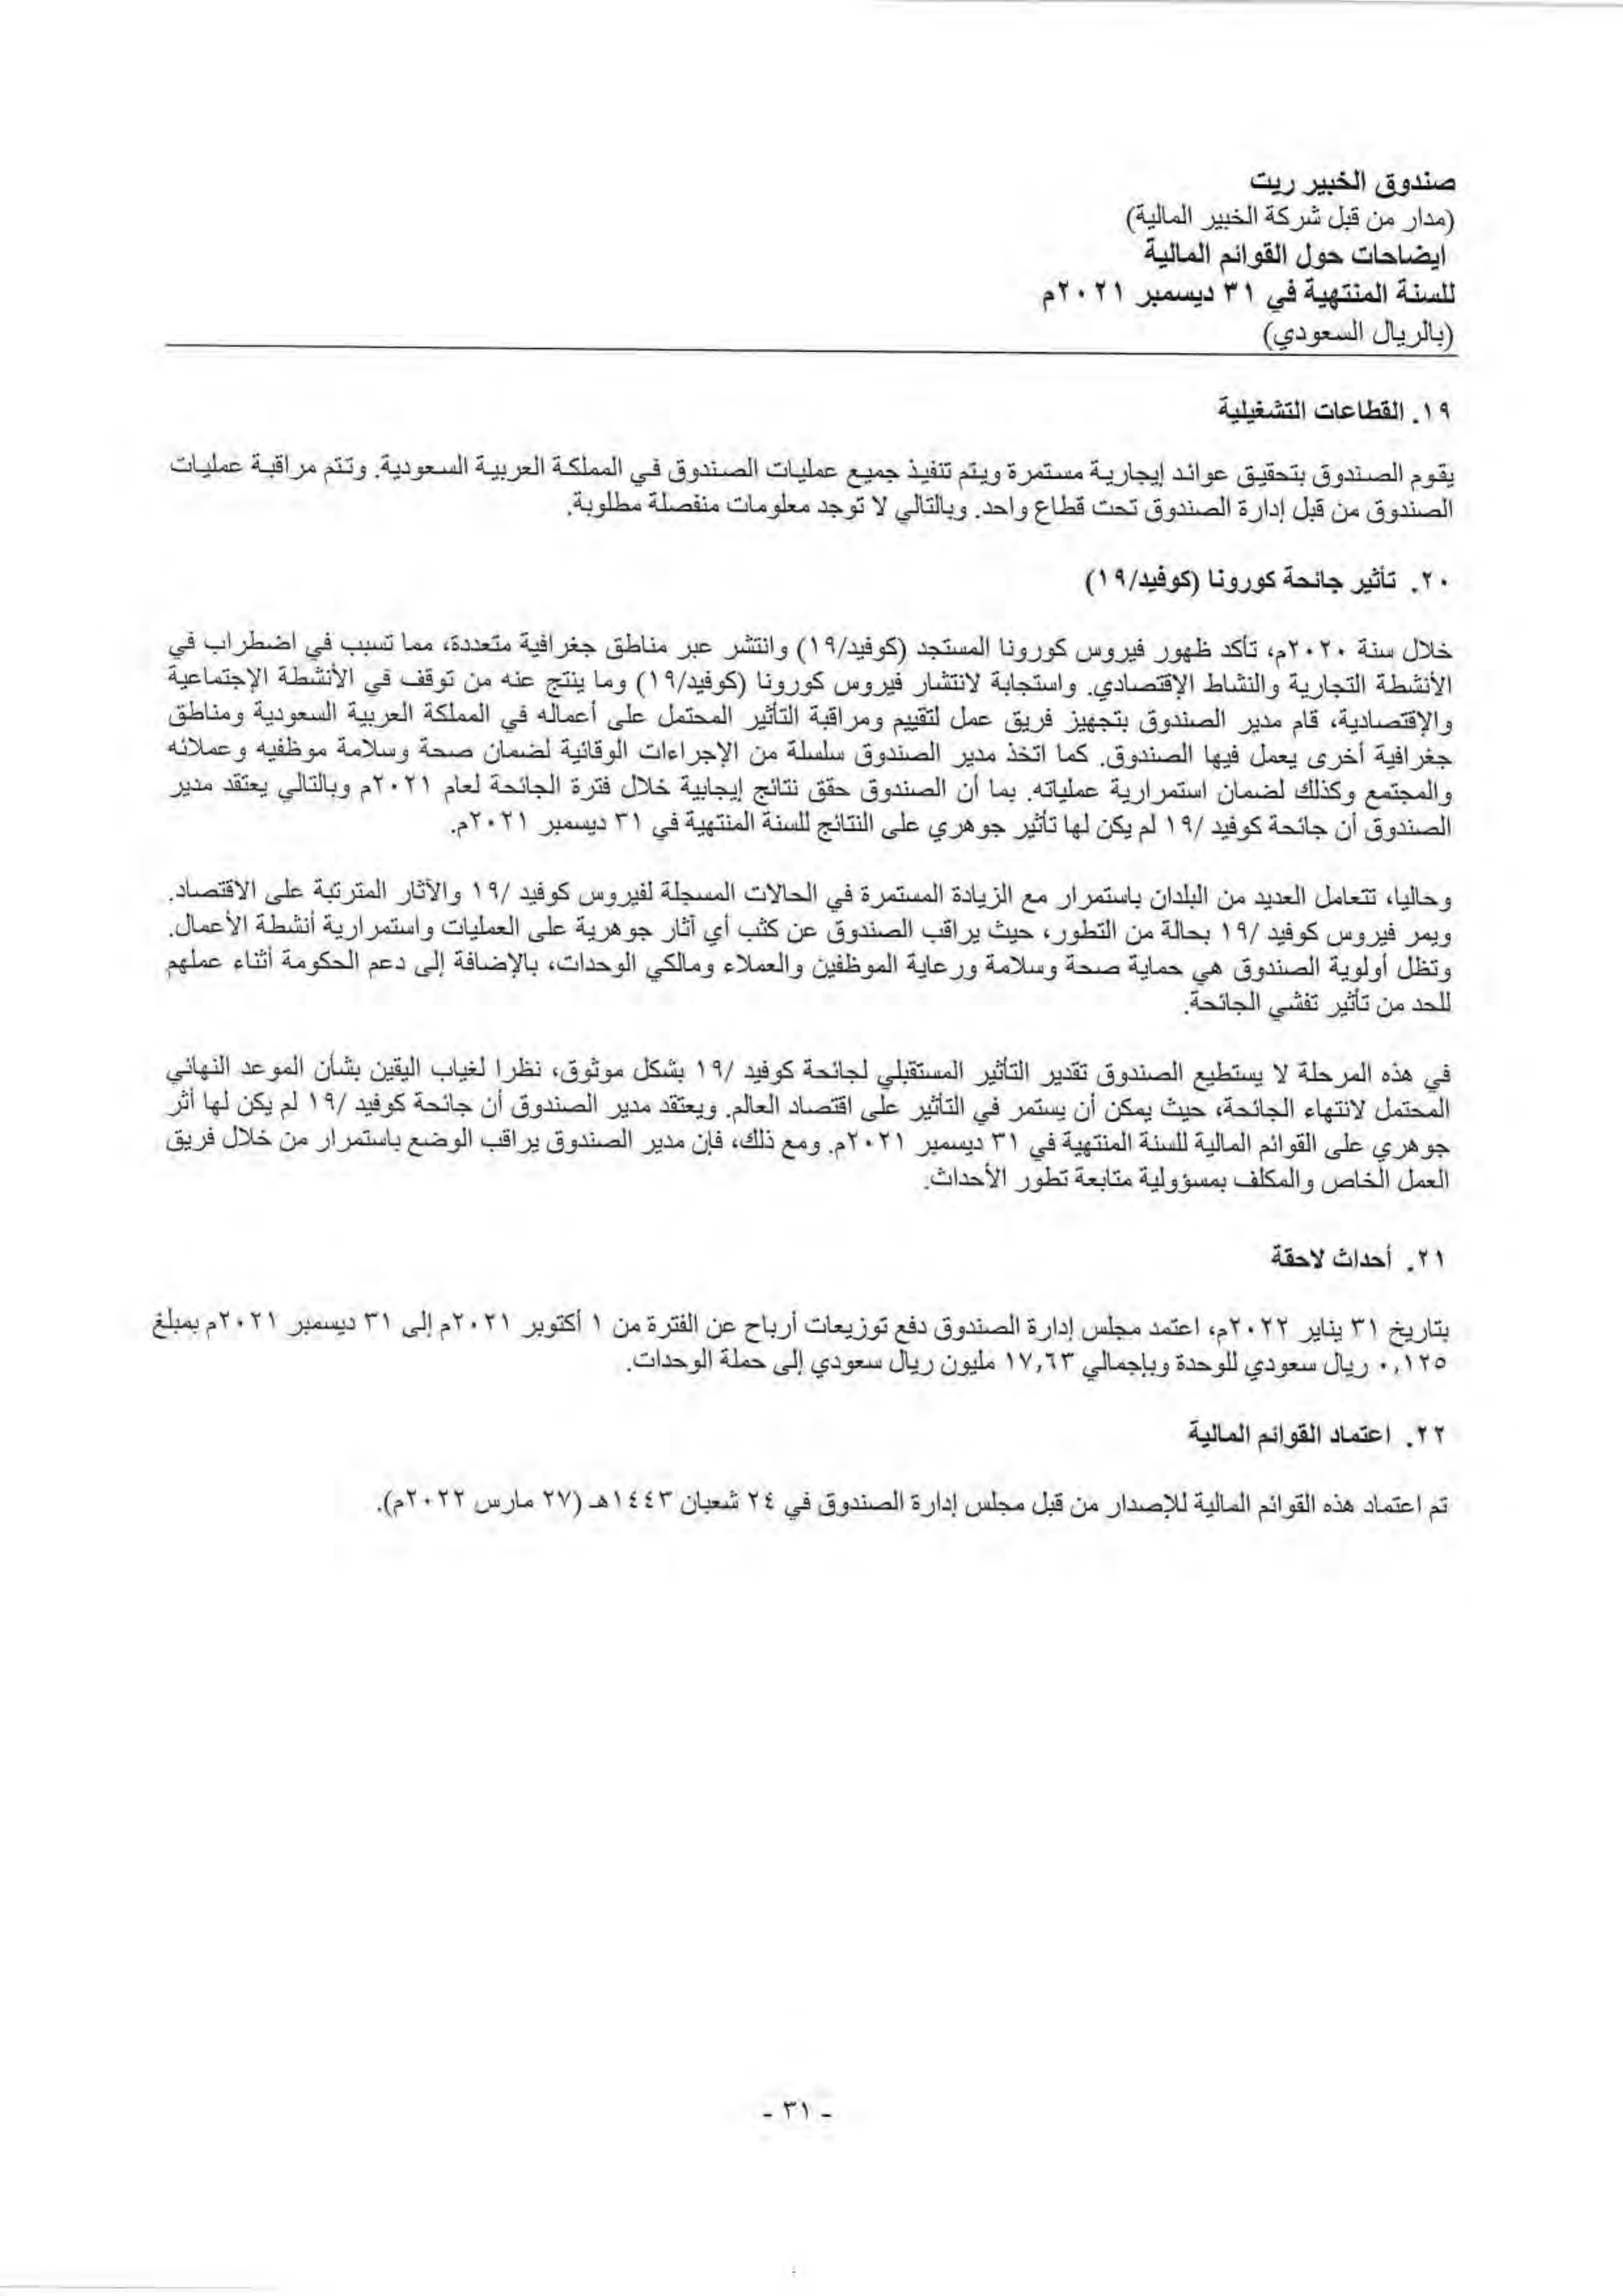 صندوق الخبير ريت
(مدار من قبل شركة الخبير المالية)
ايضاحات حول القوائم المالية
للسنة المنتهية في ٣١ ديسمبر ٢٠٢١م
(بالريال السعودي)
١٩. القطاعات التشغيلية
يقوم الصندوق بتحقيق عوائد إيجارية مستمرة ويتم تنفيذ جميع عمليات الصندوق في المملكة العربية السعودية. وتتم مراقبة عمليات
الصندوق من قبل إدارة الصندوق تحت قطاع واحد. وبالتالي لا توجد معلومات منفصلة مطلوبة.
٢٠. تأثير جائحة كورونا (كوفيد/١٩)
خلال سنة ٢٠٢٠م، تأكد ظهور فيروس كورونا المستجد (كوفيد/١٩) وانتشر عبر مناطق جغرافية متعددة، مما تسبب في اضطراب في
الأنشطة التجارية والنشاط الإقتصادي. واستجابة لانتشار فيروس كورونا (كوفيد/١٩) وما ينتج عنه من توقف في الأنشطة الإجتماعية
والإقتصادية، قام مدير الصندوق بتجهيز فريق عمل لتقييم ومراقبة التأثير المحتمل على أعماله في المملكة العربية السعودية ومناطق
جغرافية أخرى يعمل فيها الصندوق. كما اتخذ مدير الصندوق سلسلة من الإجراءات الوقائية لضمان صحة وسلامة موظفيه وعملائه
والمجتمع وكذلك لضمان استمرارية عملياته. بما أن الصندوق حقق نتائج إيجابية خلال فترة الجائحة لعام ٢٠٢١م وبالتالي يعتقد مدير
الصندوق أن جائحة كوفيد /١٩ لم يكن لها تأثير جوهري على النتائج للسنة المنتهية في ٣١ ديسمبر ٢٠٢١م.
وحاليا، تتعامل العديد من البلدان باستمرار مع الزيادة المستمرة في الحالات المسجلة لفيروس كوفيد /١٩ والآثار المترتبة على الاقتصاد.
ويمر فيروس كوفيد /١٩ بحالة من التطور، حيث يراقب الصندوق عن كثب أي آثار جوهرية على العمليات واستمرارية أنشطة الأعمال.
وتظل أولوية الصندوق هي حماية صحة وسلامة ورعاية الموظفين والعملاء ومالكي الوحدات، بالإضافة إلى دعم الحكومة أثناء عملهم
للحد من تأثير تفشي الجائحة.
في هذه المرحلة لا يستطيع الصندوق تقدير التأثير المستقبلي لجائحة كوفيد /١٩ بشكل موثوق، نظرا لغياب اليقين بشأن الموعد النهائي
المحتمل لانتهاء الجائحة، حيث يمكن أن يستمر في التأثير على اقتصاد العالم. ويعتقد مدير الصندوق أن جائحة كوفيد /١٩ لم يكن لها أثر
جوهري على القوائم المالية للسنة المنتهية في ٣١ ديسمبر ٢٠٢١م. ومع ذلك، فإن مدير الصندوق يراقب الوضع باستمرار من خلال فريق
العمل الخاص والمكلف بمسؤولية متابعة تطور الأحداث.
٢١. أحداث لاحقة
بتاريخ ٣١ يناير ٢٠٢٢م، اعتمد مجلس إدارة الصندوق دفع توزيعات أرباح عن الفترة من ١ أكتوبر ٢٠٢١م إلى ٣١ ديسمبر ٢٠٢١م بمبلغ
٠,١٢٥ ريال سعودي للوحدة وبإجمالي ١٧,٦٣ مليون ريال سعودي إلى حملة الوحدات.
٢٢. اعتماد القوائم المالية
تم اعتماد هذه القوائم المالية للإصدار من قبل مجلس إدارة الصندوق في ٢٤ شعبان ١٤٤٣هـ (٢٧ مارس ٢٠٢٢م).
- ٣١ -